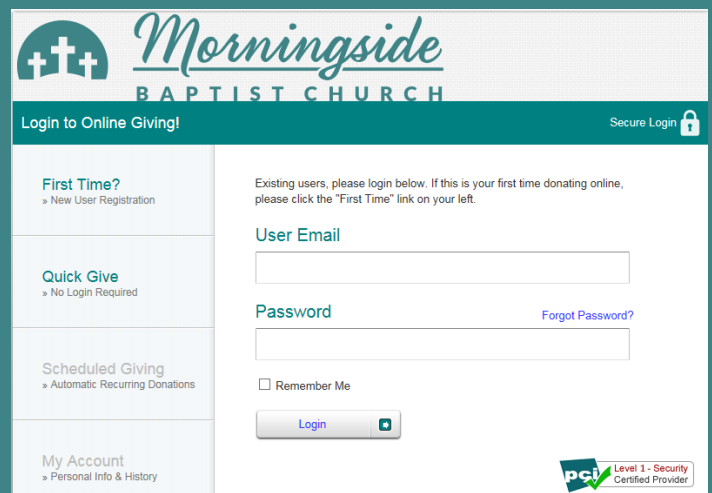 Morningside
BAPTIST CHURCH
Login to Online Giving!
Secure Login
First Time?
» New User Registration
Quick Give
» No Login Required
Scheduled Giving
» Automatic Recurring Donations
My Account
» Personal Info & History
Existing users, please login below. If this is your first time donating online,
please click the "First Time" link on your left.
User Email
Password
Forgot Password?
Remember Me
Login
pci
Level 1 - Security
Certified Provider